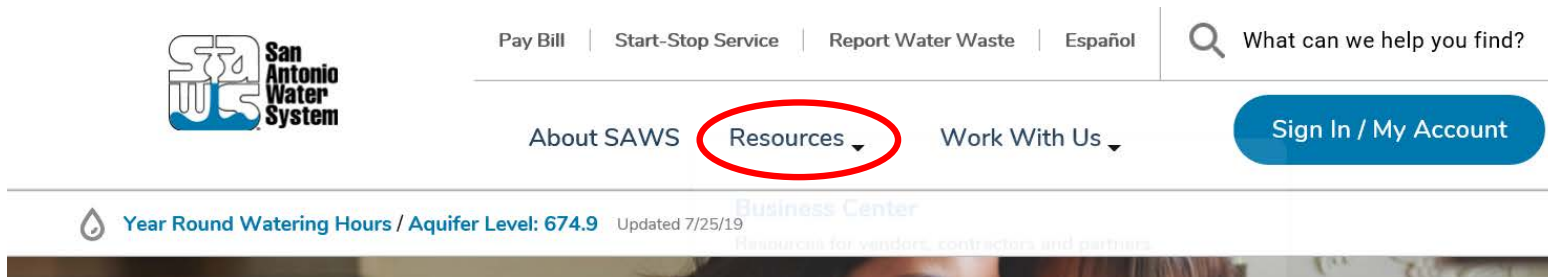 SAWS
San
Antonio
Water
System
Pay Bill | Start-Stop Service | Report Water Waste | Español
What can we help you find?
About SAWS Resources Work With Us
Sign In / My Account
Business Center
Year Round Watering Hours / Aquifer Level: 674.9 Updated 7/25/19
Resources for vendors, contractors and partners